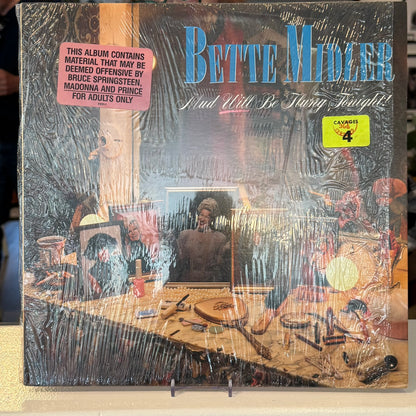 THIS ALBUM CONTAINS
MATERIAL THAT MAY BE
DEEMED OFFENSIVE BY
BRUCE SPRINGSTEEN,
MADONNA AND PRINCE
FOR ADULTS ONLY
BETTE MIDLER
Mud Will Be Flung Tonight!
CAVAGES
4